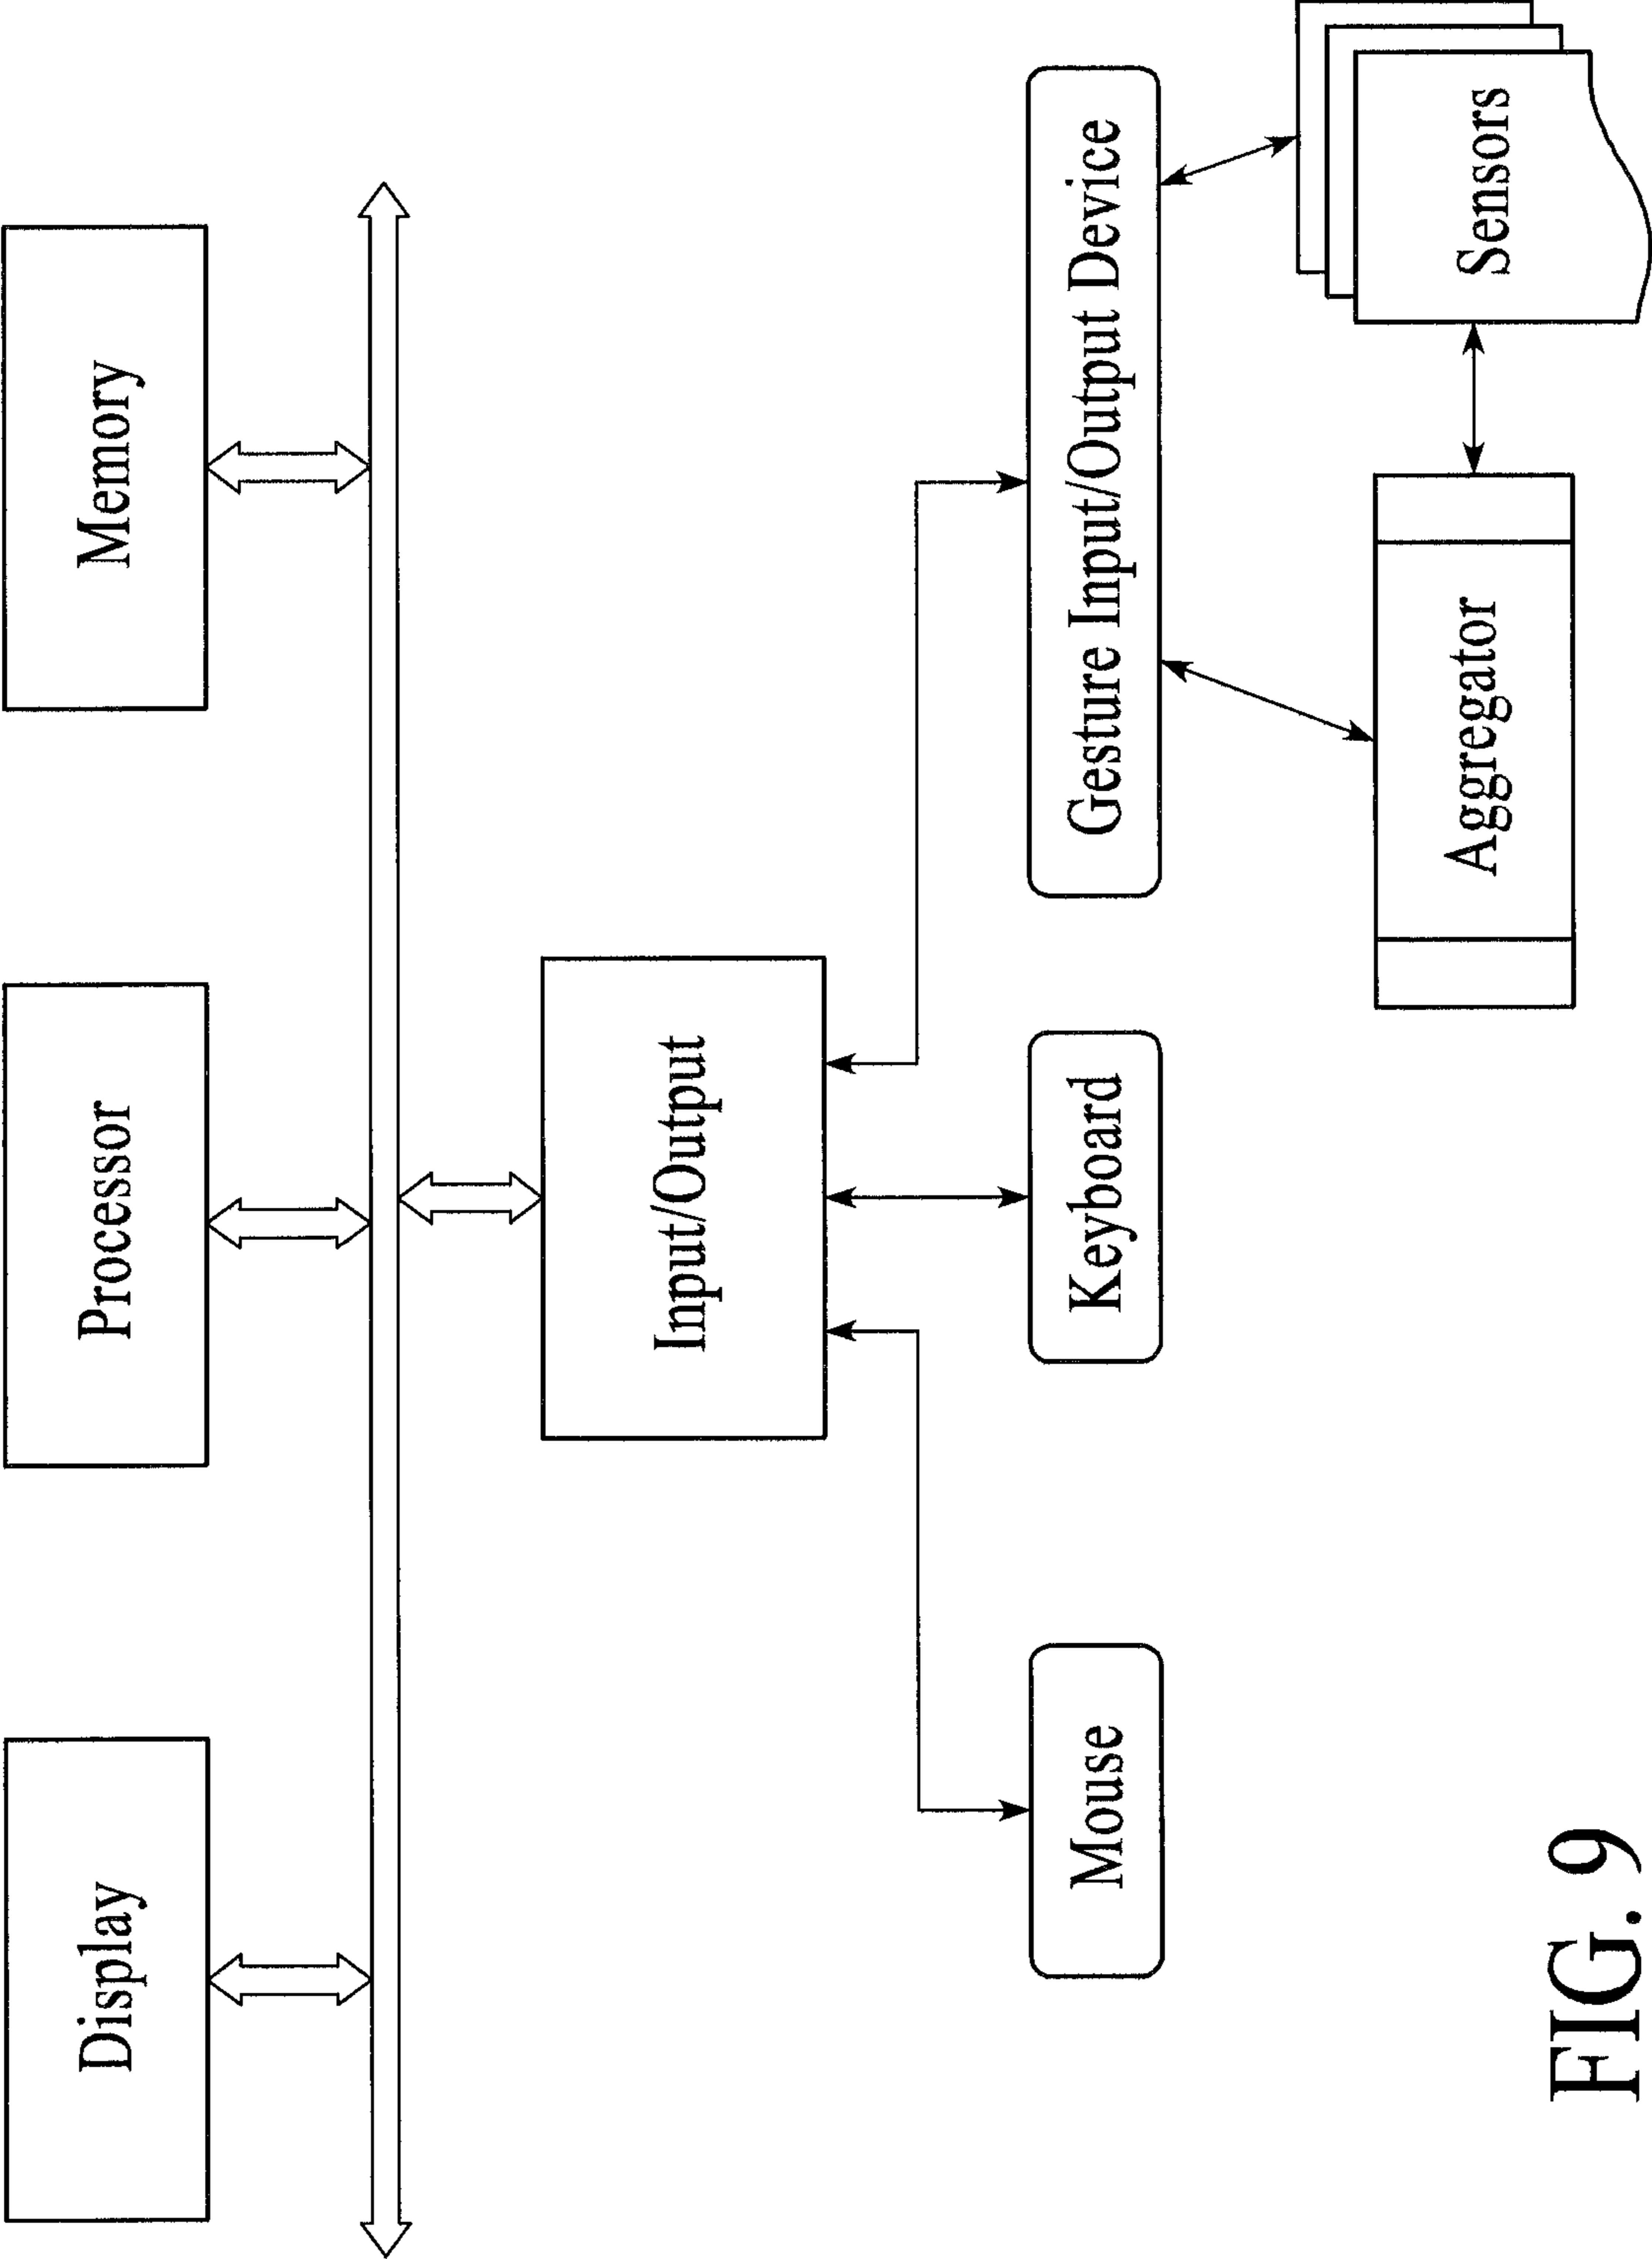 Display
Processor
Memory
Input/Output
Mouse
Keyboard
Gesture Input/Output Device
Aggregator
Sensors
FIG. 9